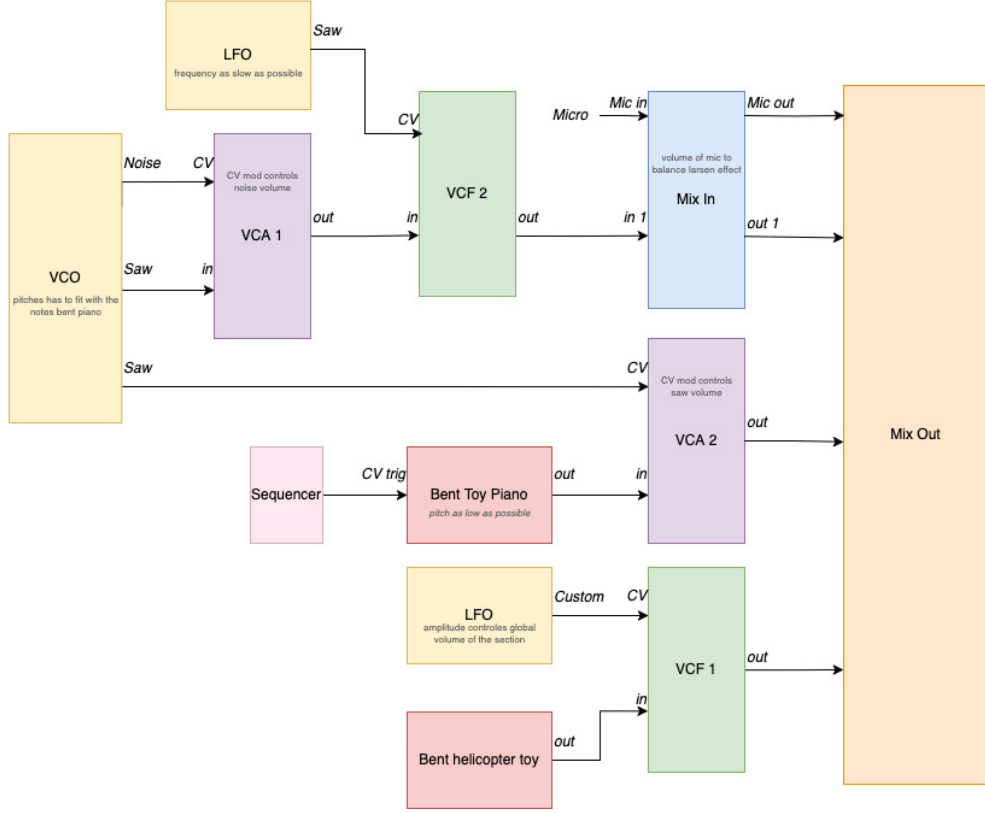 Saw
LFO
frequency as slow as possible
CV
Micro
Mic in
Mic out
Noise
CV
CV mod controls
noise volume
VCA 1
out
in
VCF 2
out
in 1
volume of mic to
balance larsen effect
Mix In
out 1
VCO
pitches has to fit with the
notes bent piano
Saw
in
Saw
CV
CV mod controls
saw volume
VCA 2
out
Mix Out
Sequencer
CV trig
Bent Toy Piano
pitch as low as possible
out
in
LFO
amplitude controles global
volume of the section
Custom
CV
VCF 1
out
in
Bent helicopter toy
out